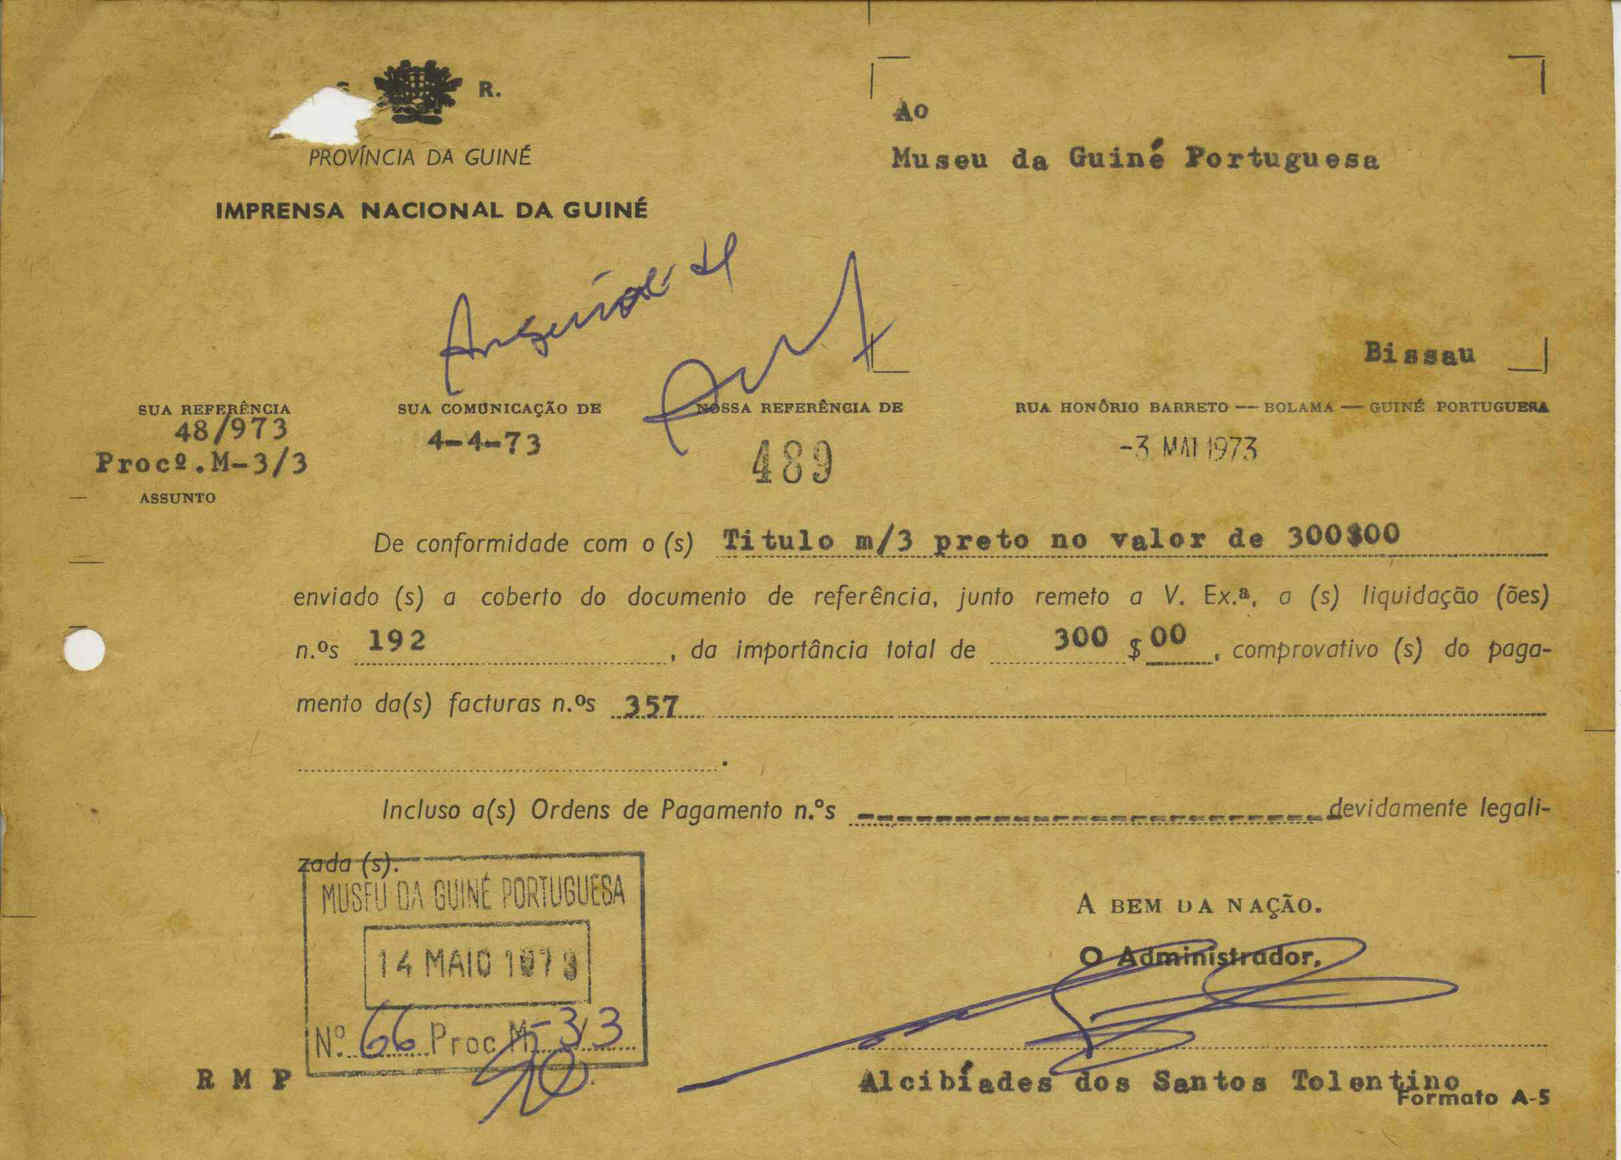 S. R.
PROVÍNCIA DA GUINÉ
IMPRENSA NACIONAL DA GUINÉ
Ao
Museu da Guiné Portuguesa
Bissau
SUA REFERÊNCIA
48/973
Procº.M-3/3
SUA COMUNICAÇÃO DE
4-4-73
NOSSA REFERÊNCIA DE
489
RUA HONÓRIO BARRETO — BOLAMA — GUINÉ PORTUGUESA
-3 MAI 1973
ASSUNTO
De conformidade com o (s) Titulo m/3 preto no valor de 300$00
enviado (s) a coberto do documento de referência, junto remeto a V. Ex.ª, a (s) liquidação (ões)
n.ºs 192, da importância total de 300 $ 00, comprovativo (s) do paga-
mento da(s) facturas n.ºs 357
.
Incluso a(s) Ordens de Pagamento n.ºs ------------------------ devidamente legali-
zada (s).
MUSEU DA GUINÉ PORTUGUESA
14 MAIO 1973
Nº. 66 Proc M-3/3
A BEM DA NAÇÃO.
O Administrador,
R M P
Alcibíades dos Santos Tolentino
Formato A-5